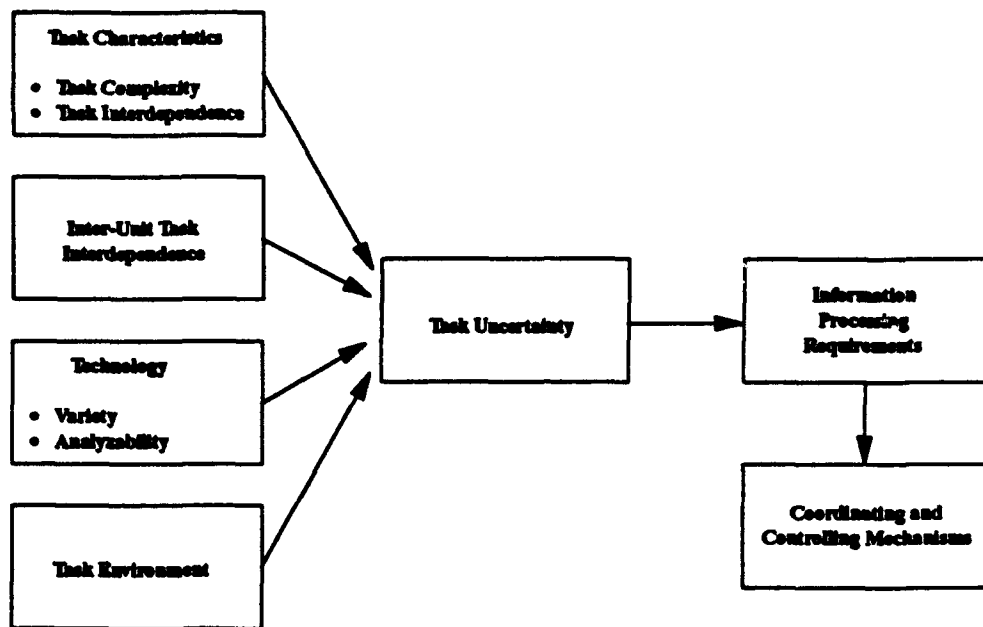 Task Characteristics
• Task Complexity
• Task Interdependence
Inter-Unit Task
Interdependence
Technology
• Variety
• Analyzability
Task Environment
Task Uncertainty
Information
Processing
Requirements
Coordinating and
Controlling Mechanisms